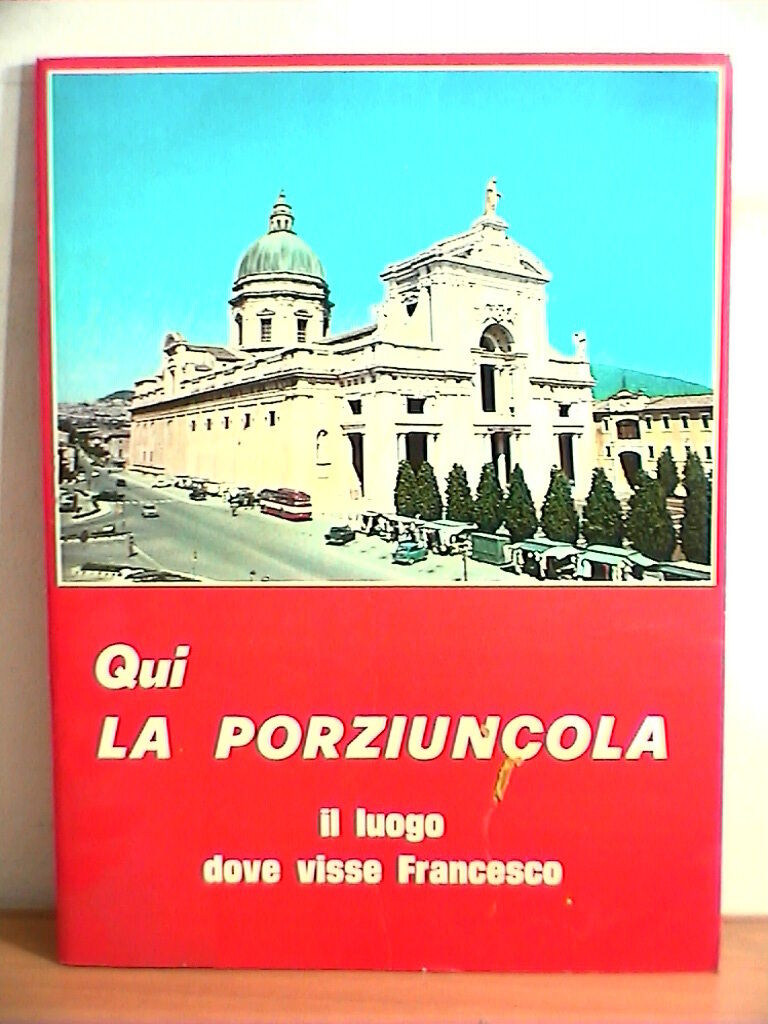 Qui
LA PORZIUNCOLA
il luogo
dove visse Francesco